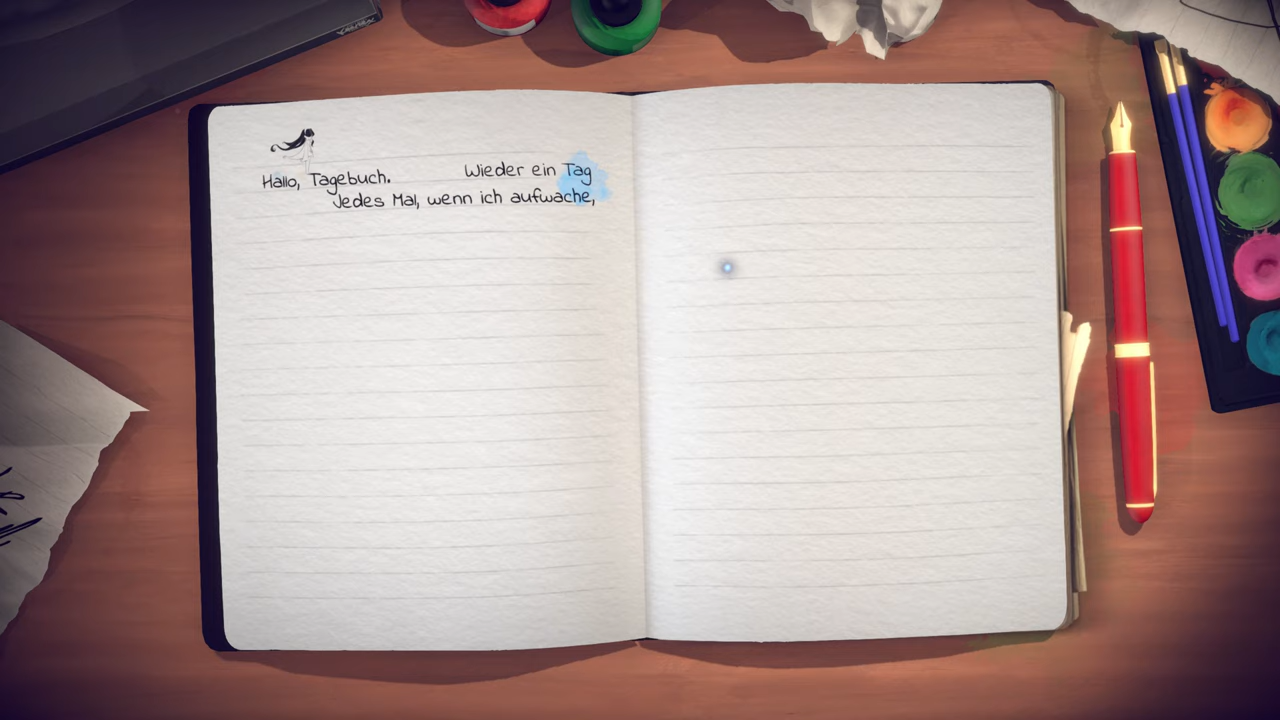 Hallo, Tagebuch. Wieder ein Tag
Jedes Mal, wenn ich aufwache,